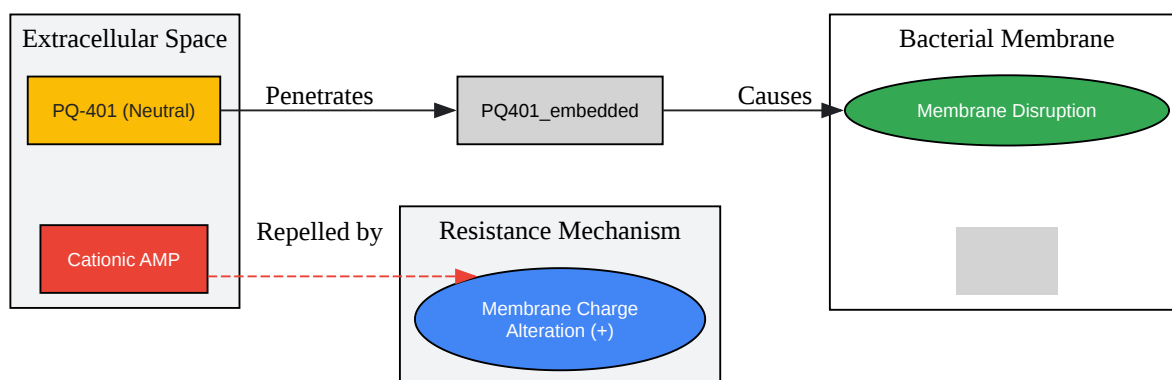 Extracellular Space
Bacterial Membrane
PQ-401 (Neutral)
Penetrates
PQ401_embedded
Causes
Membrane Disruption
Cationic AMP
Repelled by
Resistance Mechanism
Membrane Charge
Alteration (+)